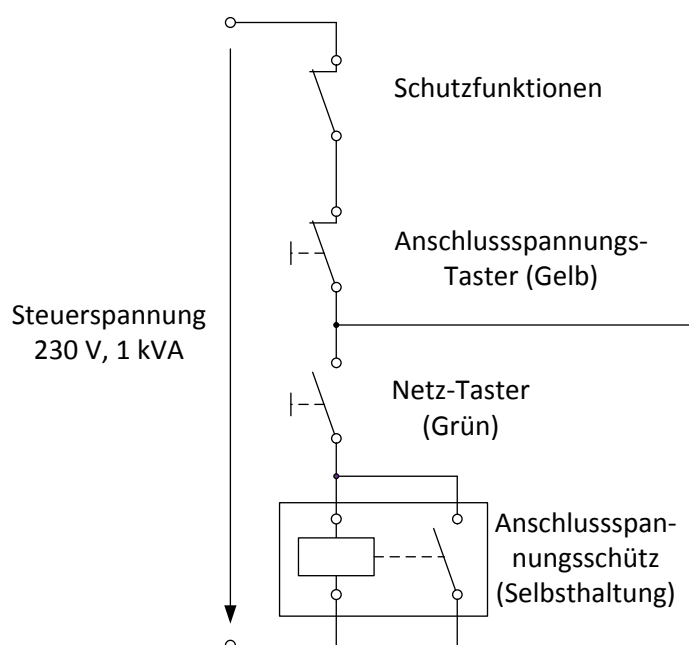 Schutzfunktionen
Anschlussspannungs-
Taster (Gelb)
Steuerspannung
230 V, 1 kVA
Netz-Taster
(Grün)
Anschlussspan-
nungsschütz
(Selbsthaltung)